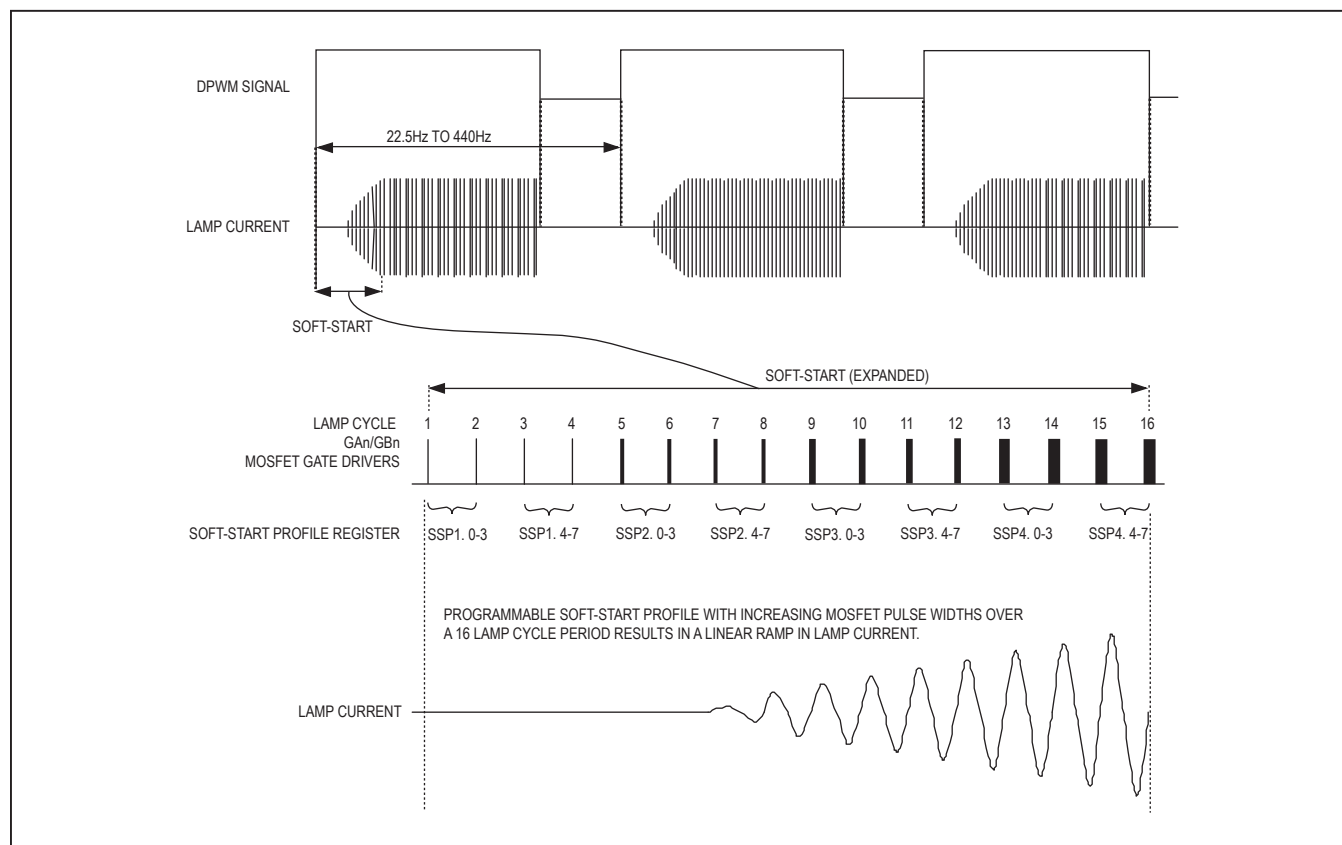 DPWM SIGNAL
22.5Hz TO 440Hz
LAMP CURRENT
SOFT-START
SOFT-START (EXPANDED)
LAMP CYCLE 1 2 3 4 5 6 7 8 9 10 11 12 13 14 15 16
GAn/GBn
MOSFET GATE DRIVERS
SOFT-START PROFILE REGISTER SSP1. 0-3 SSP1. 4-7 SSP2. 0-3 SSP2. 4-7 SSP3. 0-3 SSP3. 4-7 SSP4. 0-3 SSP4. 4-7
PROGRAMMABLE SOFT-START PROFILE WITH INCREASING MOSFET PULSE WIDTHS OVER
A 16 LAMP CYCLE PERIOD RESULTS IN A LINEAR RAMP IN LAMP CURRENT.
LAMP CURRENT